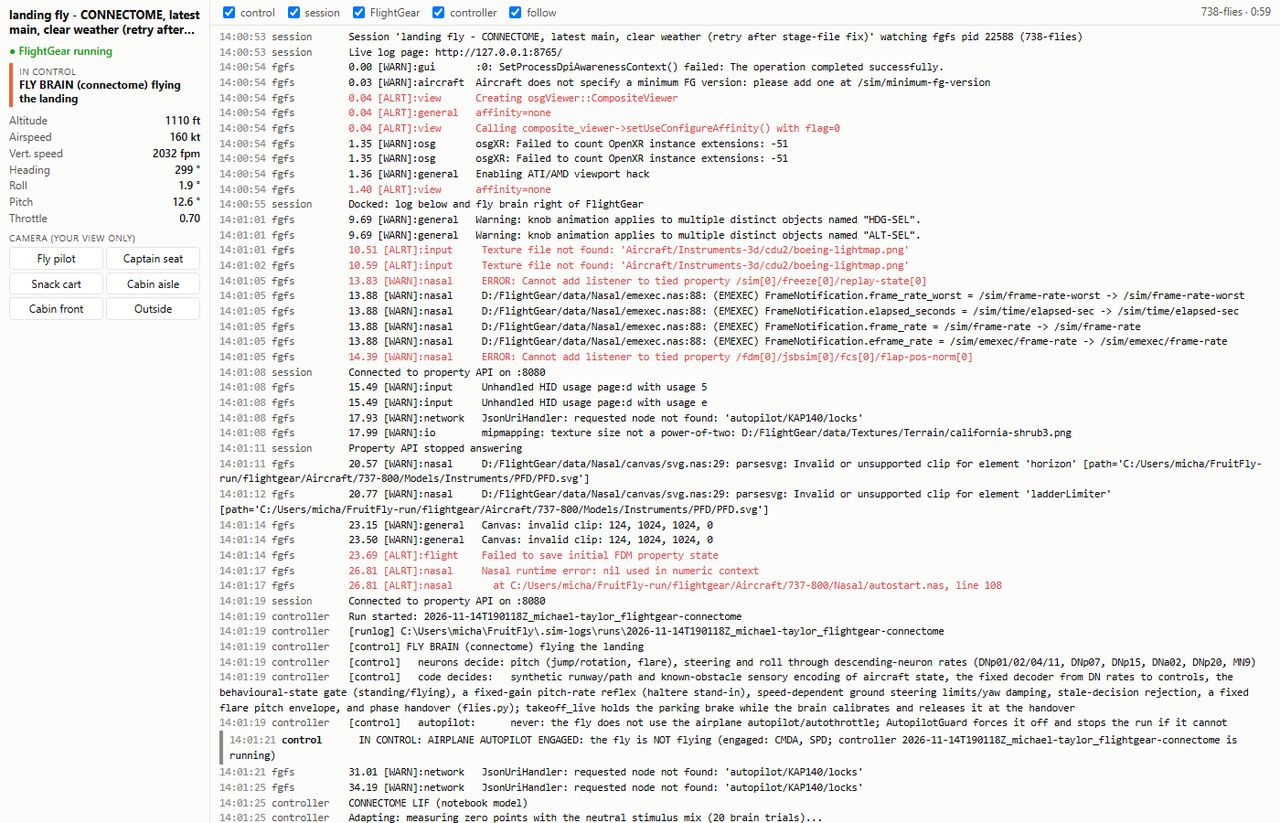 landing fly - CONNECTOME, latest
main, clear weather (retry after...
● FlightGear running
IN CONTROL
FLY BRAIN (connectome) flying
the landing
Altitude 1110 ft
Airspeed 160 kt
Vert. speed 2032 fpm
Heading 299 °
Roll 1.9 °
Pitch 12.6 °
Throttle 0.70
CAMERA (YOUR VIEW ONLY)
Fly pilot Captain seat
Snack cart Cabin aisle
Cabin front Outside
control session FlightGear controller follow 738-flies · 0:59
14:00:53 session Session 'landing fly - CONNECTOME, latest main, clear weather (retry after stage-file fix)' watching fgfs pid 22588 (738-flies)
14:00:53 session Live log page: http://127.0.0.1:8765/
14:00:54 fgfs 0.00 [WARN]:gui :0: SetProcessDpiAwarenessContext() failed: The operation completed successfully.
14:00:54 fgfs 0.03 [WARN]:aircraft Aircraft does not specify a minimum FG version: please add one at /sim/minimum-fg-version
14:00:54 fgfs 0.04 [ALRT]:view Creating osgViewer::CompositeViewer
14:00:54 fgfs 0.04 [ALRT]:general affinity=none
14:00:54 fgfs 0.04 [ALRT]:view Calling composite_viewer->setUseConfigureAffinity() with flag=0
14:00:54 fgfs 1.35 [WARN]:osg osgXR: Failed to count OpenXR instance extensions: -51
14:00:54 fgfs 1.35 [WARN]:osg osgXR: Failed to count OpenXR instance extensions: -51
14:00:54 fgfs 1.36 [WARN]:general Enabling ATI/AMD viewport hack
14:00:54 fgfs 1.40 [ALRT]:view affinity=none
14:00:55 session Docked: log below and fly brain right of FlightGear
14:01:01 fgfs 9.69 [WARN]:general Warning: knob animation applies to multiple distinct objects named "HDG-SEL".
14:01:01 fgfs 9.69 [WARN]:general Warning: knob animation applies to multiple distinct objects named "ALT-SEL".
14:01:01 fgfs 10.51 [ALRT]:input Texture file not found: 'Aircraft/Instruments-3d/cdu2/boeing-lightmap.png'
14:01:02 fgfs 10.59 [ALRT]:input Texture file not found: 'Aircraft/Instruments-3d/cdu2/boeing-lightmap.png'
14:01:05 fgfs 13.83 [WARN]:nasal ERROR: Cannot add listener to tied property /sim[0]/freeze[0]/replay-state[0]
14:01:05 fgfs 13.88 [WARN]:nasal D:/FlightGear/data/Nasal/emexec.nas:88: (EMEXEC) FrameNotification.frame_rate_worst = /sim/frame-rate-worst -> /sim/frame-rate-worst
14:01:05 fgfs 13.88 [WARN]:nasal D:/FlightGear/data/Nasal/emexec.nas:88: (EMEXEC) FrameNotification.elapsed_seconds = /sim/time/elapsed-sec -> /sim/time/elapsed-sec
14:01:05 fgfs 13.88 [WARN]:nasal D:/FlightGear/data/Nasal/emexec.nas:88: (EMEXEC) FrameNotification.frame_rate = /sim/frame-rate -> /sim/frame-rate
14:01:05 fgfs 13.88 [WARN]:nasal D:/FlightGear/data/Nasal/emexec.nas:88: (EMEXEC) FrameNotification.eframe_rate = /sim/emexec/frame-rate -> /sim/emexec/frame-rate
14:01:05 fgfs 14.39 [WARN]:nasal ERROR: Cannot add listener to tied property /fdm[0]/jsbsim[0]/fcs[0]/flap-pos-norm[0]
14:01:08 session Connected to property API on :8080
14:01:08 fgfs 15.49 [WARN]:input Unhandled HID usage page:d with usage 5
14:01:08 fgfs 15.49 [WARN]:input Unhandled HID usage page:d with usage e
14:01:08 fgfs 17.93 [WARN]:network JsonUriHandler: requested node not found: 'autopilot/KAP140/locks'
14:01:08 fgfs 17.99 [WARN]:io mipmapping: texture size not a power-of-two: D:/FlightGear/data/Textures/Terrain/california-shrub3.png
14:01:11 session Property API stopped answering
14:01:11 fgfs 20.57 [WARN]:nasal D:/FlightGear/data/Nasal/canvas/svg.nas:29: parsesvg: Invalid or unsupported clip for element 'horizon' [path='C:/Users/micha/FruitFly-
run/flightgear/Aircraft/737-800/Models/Instruments/PFD/PFD.svg']
14:01:12 fgfs 20.77 [WARN]:nasal D:/FlightGear/data/Nasal/canvas/svg.nas:29: parsesvg: Invalid or unsupported clip for element 'ladderLimiter'
[path='C:/Users/micha/FruitFly-run/flightgear/Aircraft/737-800/Models/Instruments/PFD/PFD.svg']
14:01:14 fgfs 23.15 [WARN]:general Canvas: invalid clip: 124, 1024, 1024, 0
14:01:14 fgfs 23.50 [WARN]:general Canvas: invalid clip: 124, 1024, 1024, 0
14:01:14 fgfs 23.69 [ALRT]:flight Failed to save initial FDM property state
14:01:17 fgfs 26.81 [ALRT]:nasal Nasal runtime error: nil used in numeric context
14:01:17 fgfs 26.81 [ALRT]:nasal at C:/Users/micha/FruitFly-run/flightgear/Aircraft/737-800/Nasal/autostart.nas, line 108
14:01:19 session Connected to property API on :8080
14:01:19 controller Run started: 2026-11-14T190118Z_michael-taylor_flightgear-connectome
14:01:19 controller [runlog] C:\Users\micha\FruitFly\.sim-logs\runs\2026-11-14T190118Z_michael-taylor_flightgear-connectome
14:01:19 controller [control] FLY BRAIN (connectome) flying the landing
14:01:19 controller [control] neurons decide: pitch (jump/rotation, flare), steering and roll through descending-neuron rates (DNp01/02/04/11, DNp07, DNp15, DNa02, DNp20, MN9)
14:01:19 controller [control] code decides: synthetic runway/path and known-obstacle sensory encoding of aircraft state, the fixed decoder from DN rates to controls, the
behavioural-state gate (standing/flying), a fixed-gain pitch-rate reflex (haltere stand-in), speed-dependent ground steering limits/yaw damping, stale-decision rejection, a fixed
flare pitch envelope, and phase handover (flies.py); takeoff_live holds the parking brake while the brain calibrates and releases it at the handover
14:01:19 controller [control] autopilot: never: the fly does not use the airplane autopilot/autothrottle; AutopilotGuard forces it off and stops the run if it cannot
14:01:21 control IN CONTROL: AIRPLANE AUTOPILOT ENGAGED: the fly is NOT flying (engaged: CMDA, SPD; controller 2026-11-14T190118Z_michael-taylor_flightgear-connectome is
running)
14:01:21 fgfs 31.01 [WARN]:network JsonUriHandler: requested node not found: 'autopilot/KAP140/locks'
14:01:25 fgfs 34.19 [WARN]:network JsonUriHandler: requested node not found: 'autopilot/KAP140/locks'
14:01:25 controller CONNECTOME LIF (notebook model)
14:01:25 controller Adapting: measuring zero points with the neutral stimulus mix (20 brain trials)...